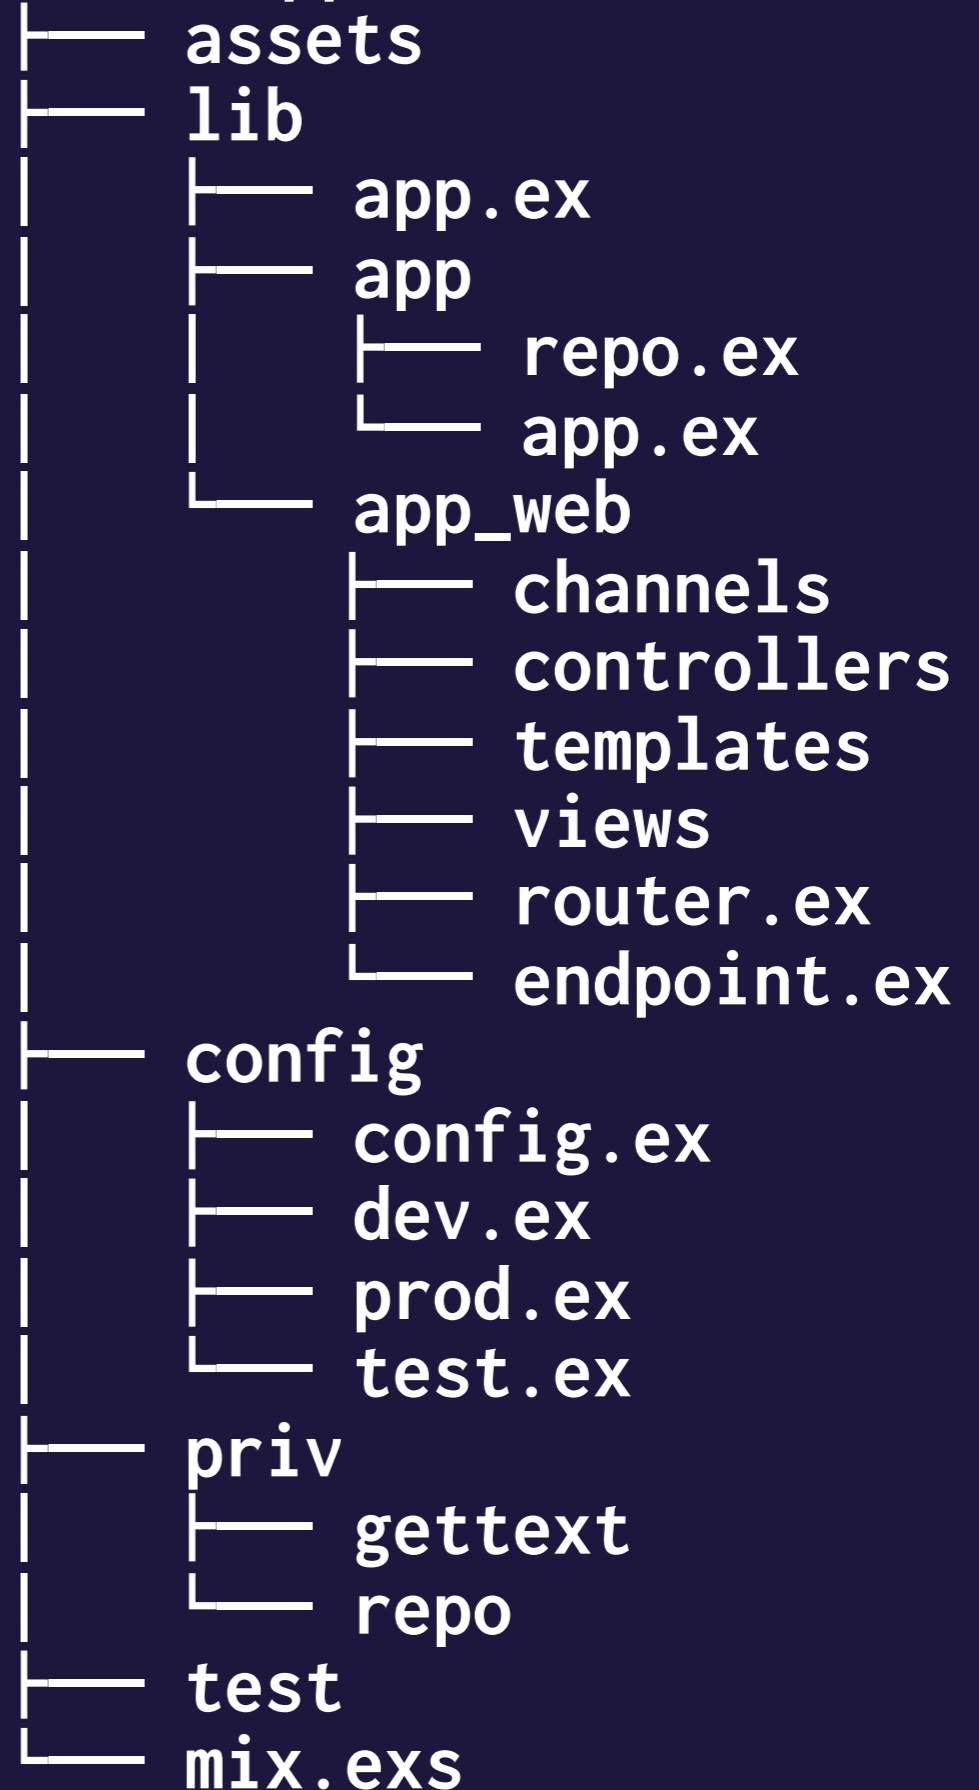 ├── assets
├── lib
│   ├── app.ex
│   ├── app
│   │   ├── repo.ex
│   │   └── app.ex
│   └── app_web
│       ├── channels
│       ├── controllers
│       ├── templates
│       ├── views
│       ├── router.ex
│       └── endpoint.ex
├── config
│   ├── config.ex
│   ├── dev.ex
│   ├── prod.ex
│   └── test.ex
├── priv
│   ├── gettext
│   └── repo
├── test
└── mix.exs